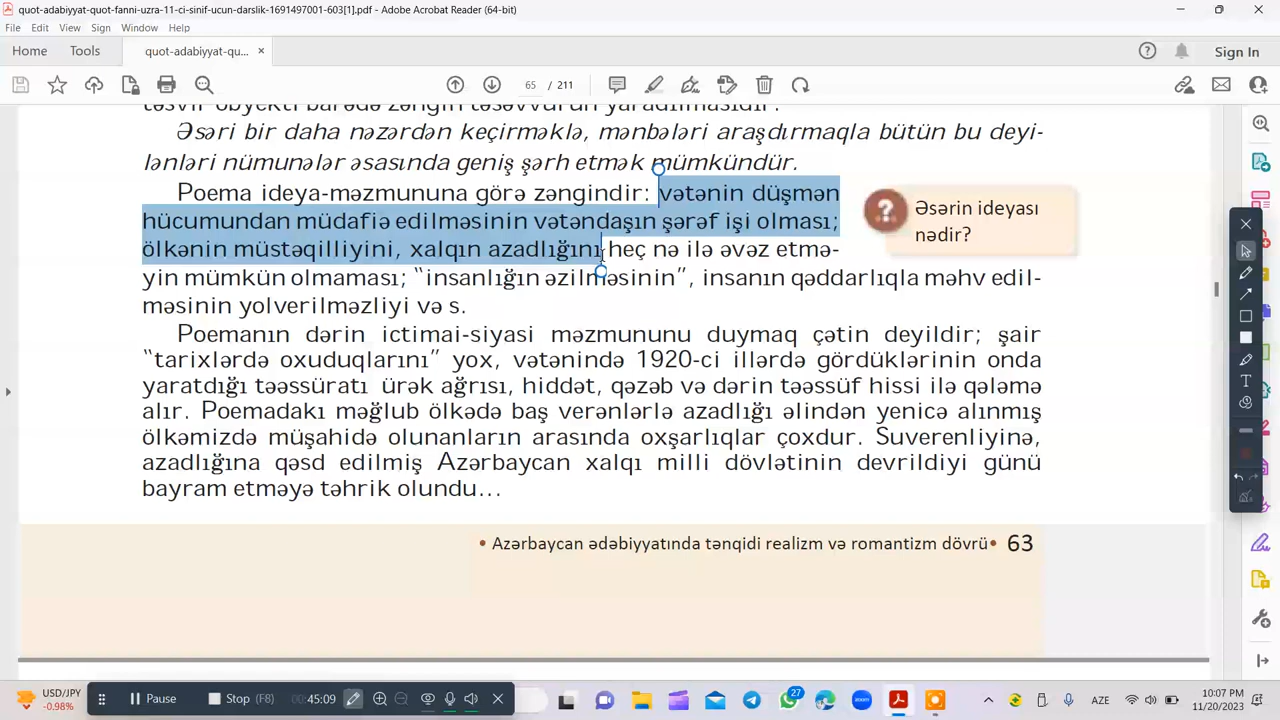 quot-adabiyyat-quot-fanni-uzra-11-ci-sinif-ucun-darslik-1691497001-603[1].pdf - Adobe Acrobat Reader (64-bit)
File Edit View Sign Window Help
Home Tools quot-adabiyyat-qu... × Sign In
65 / 211
təsvir obyekti barədə zəngin təsəvvürün yaradılmasıdır.
Əsəri bir daha nəzərdən keçirməklə, mənbələri araşdırmaqla bütün bu deyi-
lənləri nümunələr əsasında geniş şərh etmək mümkündür.
Poema ideya-məzmununa görə zəngindir: vətənin düşmən
hücumundan müdafiə edilməsinin vətəndaşın şərəf işi olması;
ölkənin müstəqilliyini, xalqın azadlığını heç nə ilə əvəz etmə-
yin mümkün olmaması; “insanlığın əzilməsinin”, insanın qəddarlıqla məhv edil-
məsinin yolverilməzliyi və s.
Əsərin ideyası
nədir?
Poemanın dərin ictimai-siyasi məzmununu duymaq çətin deyildir; şair
“tarixlərdə oxuduqlarını” yox, vətənində 1920-ci illərdə gördüklərinin onda
yaratdığı təəssüratı ürək ağrısı, hiddət, qəzəb və dərin təəssüf hissi ilə qələmə
alır. Poemadakı məğlub ölkədə baş verənlərlə azadlığı əlindən yenicə alınmış
ölkəmizdə müşahidə olunanların arasında oxşarlıqlar çoxdur. Suverenliyinə,
azadlığına qəsd edilmiş Azərbaycan xalqı milli dövlətinin devrildiyi günü
bayram etməyə təhrik olundu...
• Azərbaycan ədəbiyyatında tənqidi realizm və romantizm dövrü• 63
USD/JPY
-0.98%
Pause Stop (F8) 00:45:09
27
zoom
AZE
10:07 PM
11/20/2023